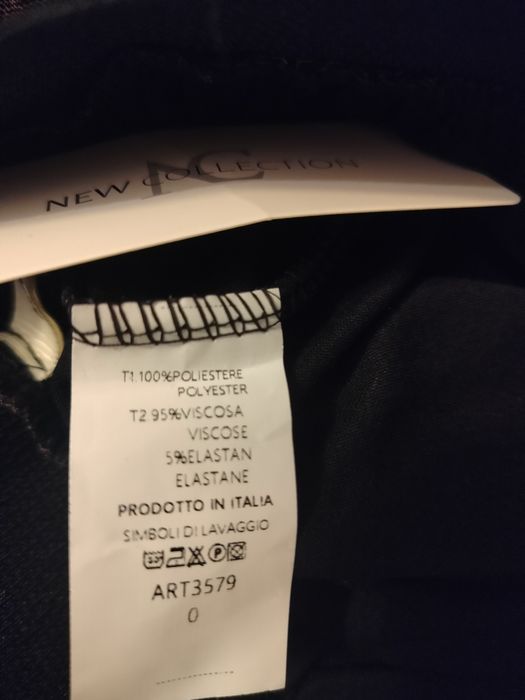 NC
NEW COLLECTION
T1.100%POLIESTERE
POLYESTER
T2 95%VISCOSA
VISCOSE
5%ELASTAN
ELASTANE
PRODOTTO IN ITALIA
SIMBOLI DI LAVAGGIO
ART3579
0